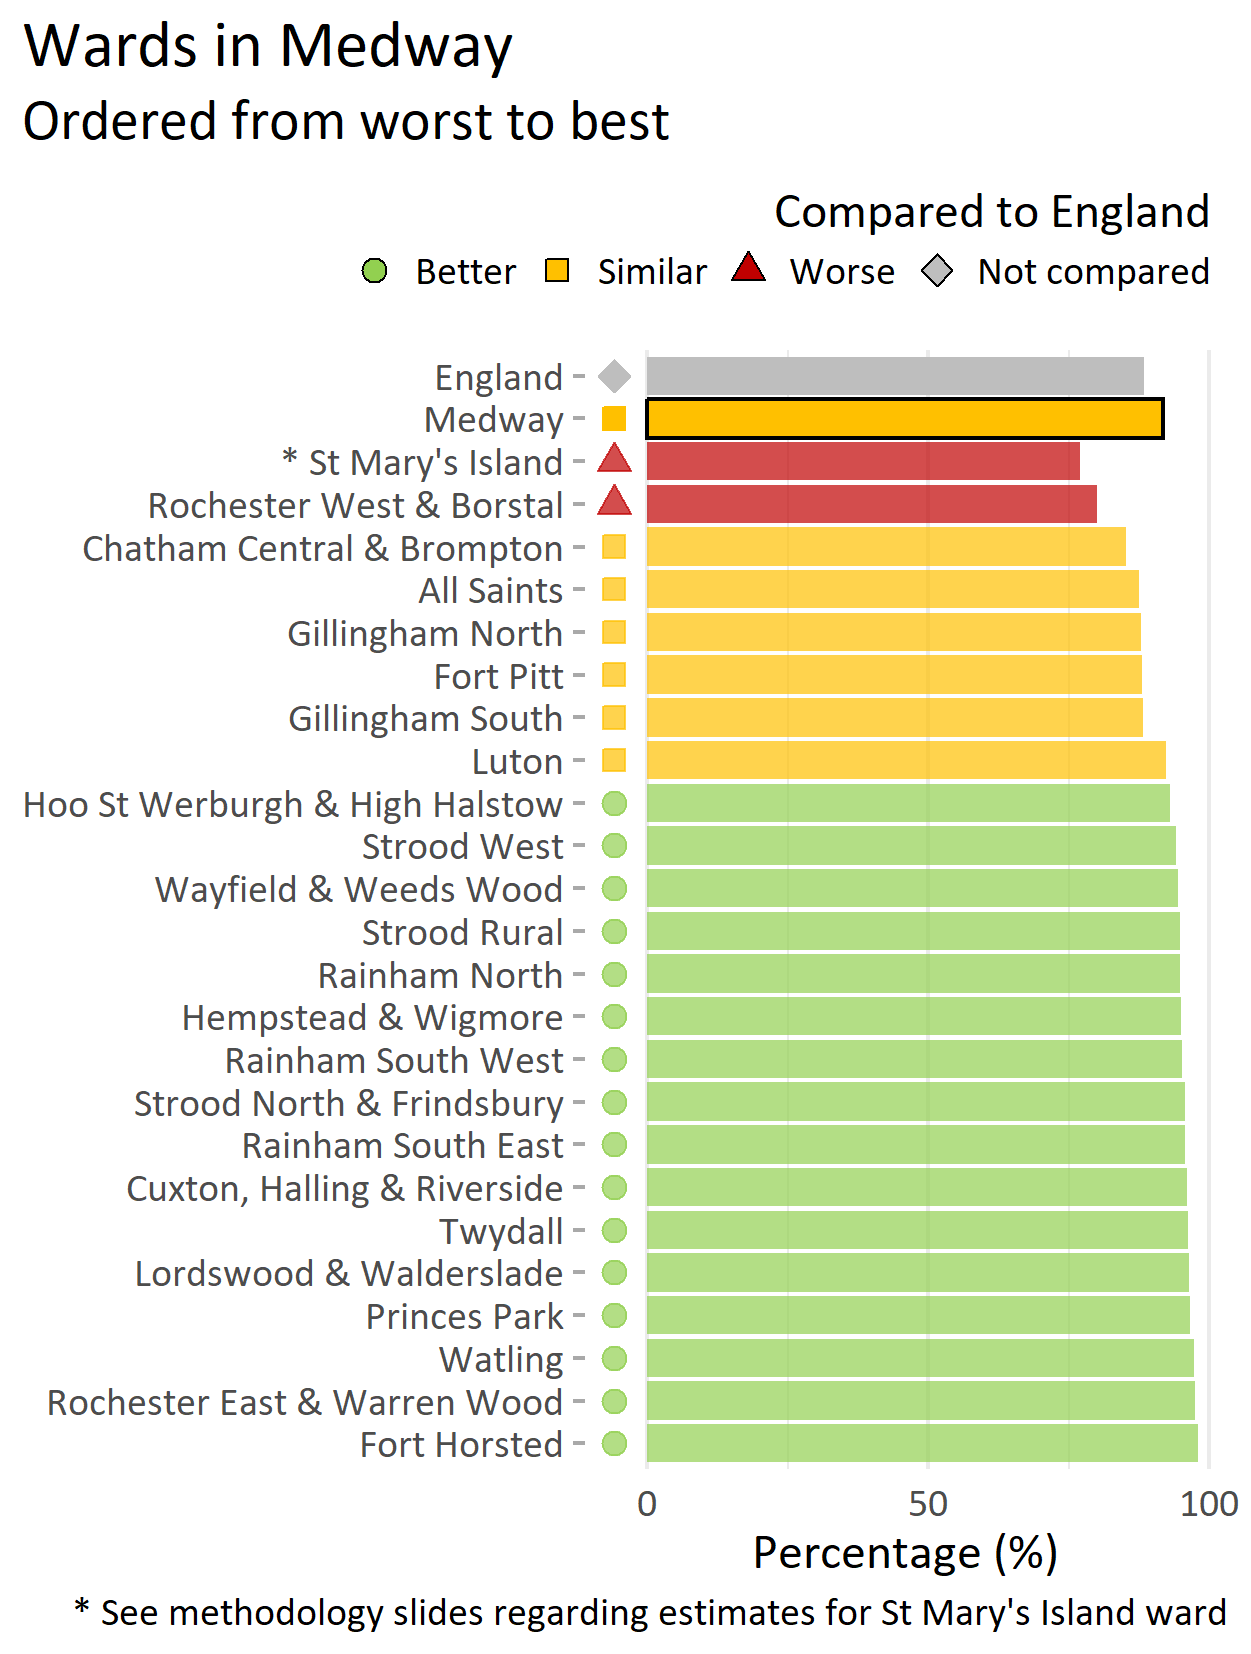 Wards in Medway
Ordered from worst to best
Compared to England
Better Similar Worse Not compared
England
Medway
* St Mary's Island
Rochester West & Borstal
Chatham Central & Brompton
All Saints
Gillingham North
Fort Pitt
Gillingham South
Luton
Hoo St Werburgh & High Halstow
Strood West
Wayfield & Weeds Wood
Strood Rural
Rainham North
Hempstead & Wigmore
Rainham South West
Strood North & Frindsbury
Rainham South East
Cuxton, Halling & Riverside
Twydall
Lordswood & Walderslade
Princes Park
Watling
Rochester East & Warren Wood
Fort Horsted
0 50 100
Percentage (%)
* See methodology slides regarding estimates for St Mary's Island ward